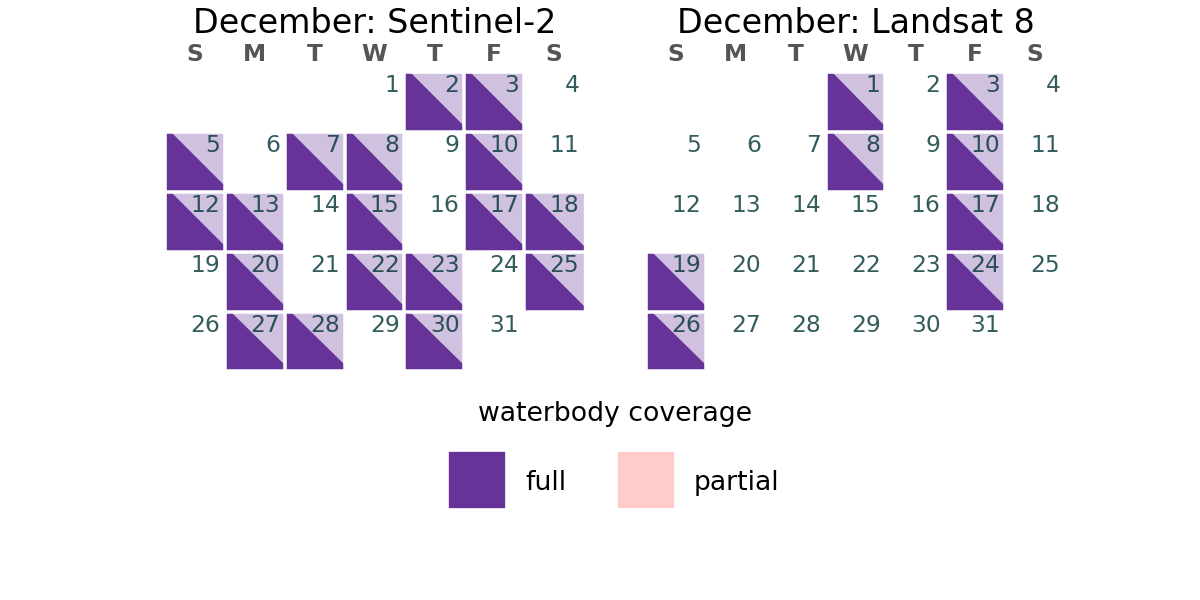 December: Sentinel-2
S M T W T F S
1 2 3 4
5 6 7 8 9 10 11
12 13 14 15 16 17 18
19 20 21 22 23 24 25
26 27 28 29 30 31
December: Landsat 8
S M T W T F S
1 2 3 4
5 6 7 8 9 10 11
12 13 14 15 16 17 18
19 20 21 22 23 24 25
26 27 28 29 30 31
waterbody coverage
full partial